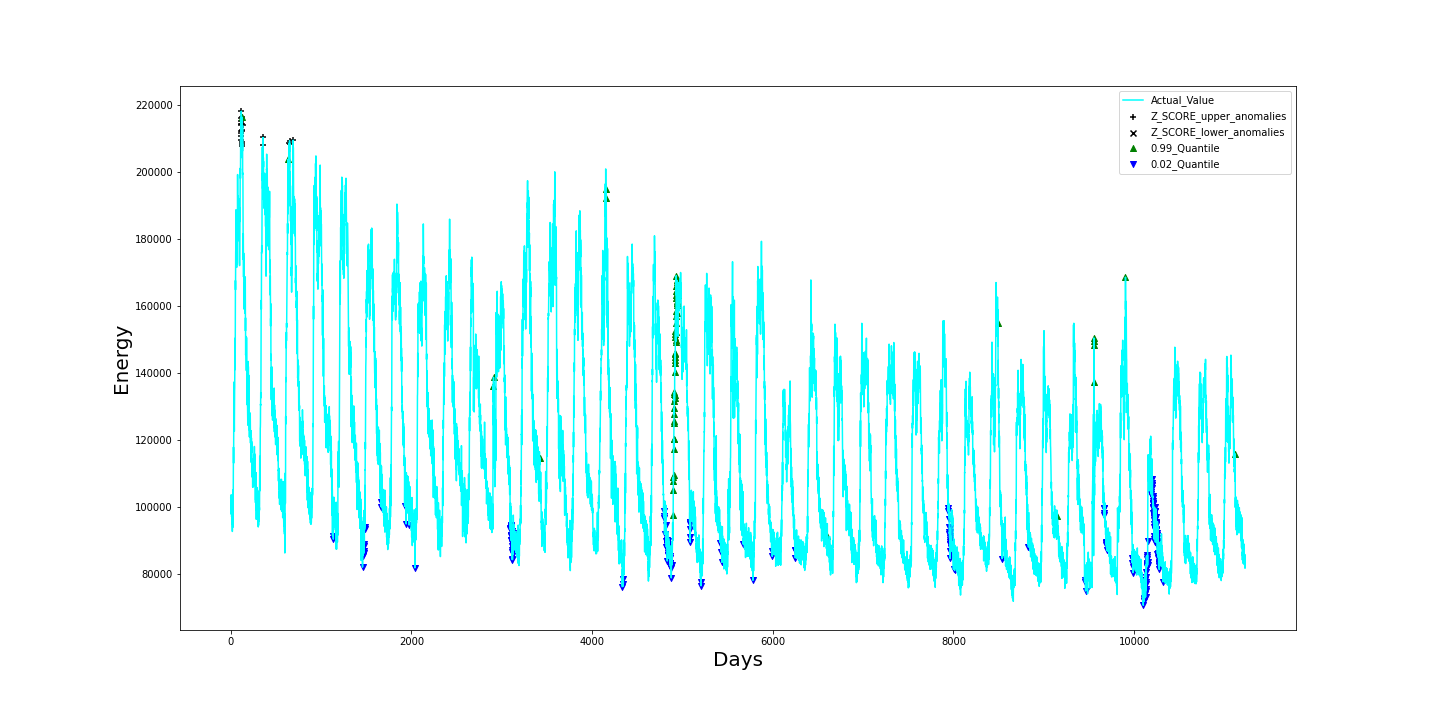 220000
200000
180000
160000
140000
120000
100000
80000
Energy
0
2000
4000
6000
8000
10000
Days
Actual_Value
Z_SCORE_upper_anomalies
Z_SCORE_lower_anomalies
0.99_Quantile
0.02_Quantile